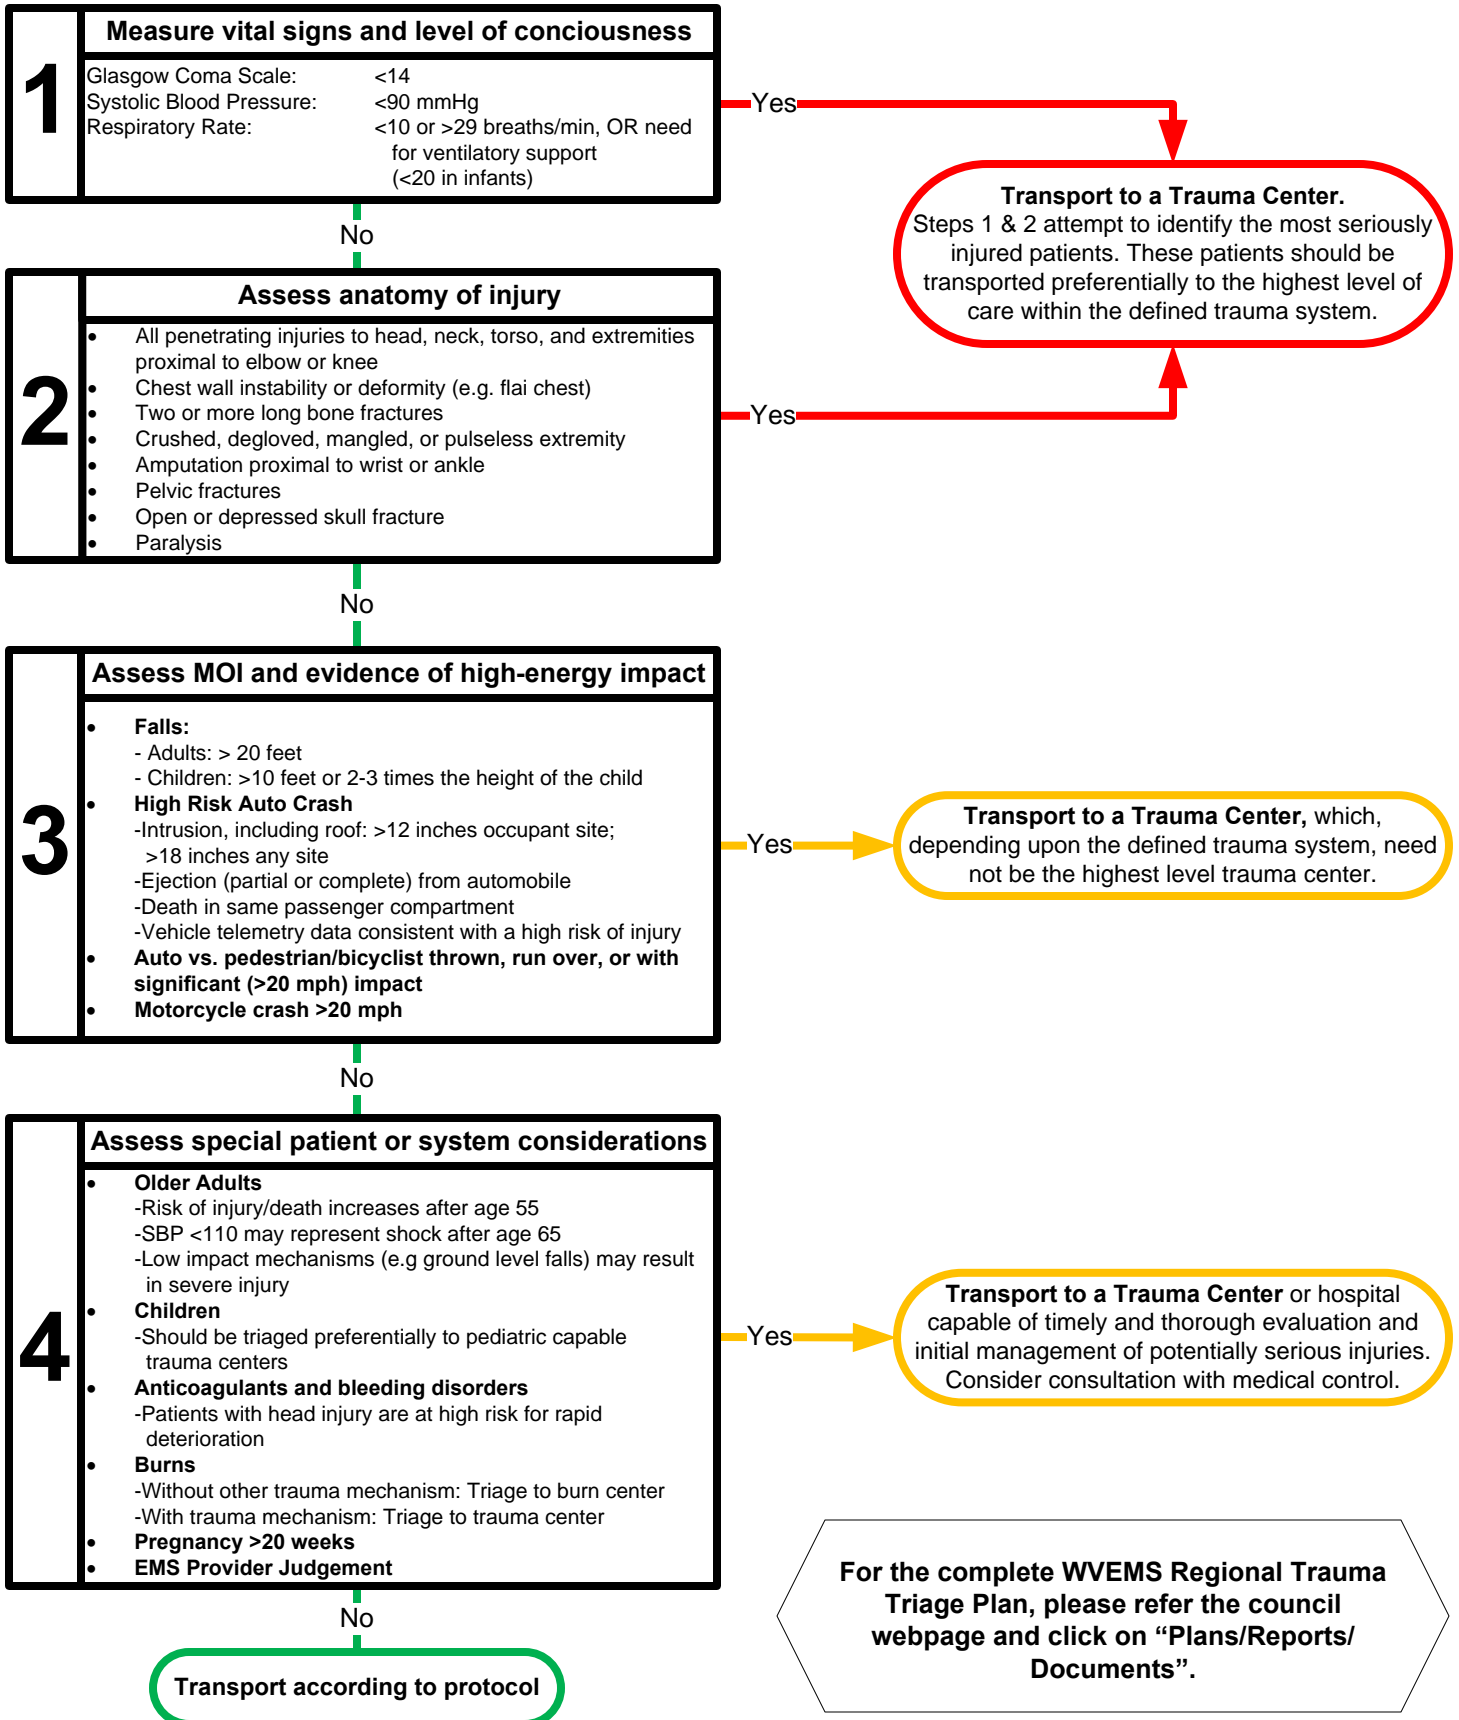 1
Measure vital signs and level of conciousness
Glasgow Coma Scale: <14
Systolic Blood Pressure: <90 mmHg
Respiratory Rate: <10 or >29 breaths/min, OR need
for ventilatory support
(<20 in infants)
Yes
Transport to a Trauma Center.
Steps 1 & 2 attempt to identify the most seriously
injured patients. These patients should be
transported preferentially to the highest level of
care within the defined trauma system.
No
2
Assess anatomy of injury
• All penetrating injuries to head, neck, torso, and extremities
proximal to elbow or knee
• Chest wall instability or deformity (e.g. flai chest)
• Two or more long bone fractures
• Crushed, degloved, mangled, or pulseless extremity
• Amputation proximal to wrist or ankle
• Pelvic fractures
• Open or depressed skull fracture
• Paralysis
Yes
No
3
Assess MOI and evidence of high-energy impact
• Falls:
- Adults: > 20 feet
- Children: >10 feet or 2-3 times the height of the child
• High Risk Auto Crash
-Intrusion, including roof: >12 inches occupant site;
>18 inches any site
-Ejection (partial or complete) from automobile
-Death in same passenger compartment
-Vehicle telemetry data consistent with a high risk of injury
• Auto vs. pedestrian/bicyclist thrown, run over, or with
significant (>20 mph) impact
• Motorcycle crash >20 mph
Yes
Transport to a Trauma Center, which,
depending upon the defined trauma system, need
not be the highest level trauma center.
No
4
Assess special patient or system considerations
• Older Adults
-Risk of injury/death increases after age 55
-SBP <110 may represent shock after age 65
-Low impact mechanisms (e.g ground level falls) may result
in severe injury
• Children
-Should be triaged preferentially to pediatric capable
trauma centers
• Anticoagulants and bleeding disorders
-Patients with head injury are at high risk for rapid
deterioration
• Burns
-Without other trauma mechanism: Triage to burn center
-With trauma mechanism: Triage to trauma center
• Pregnancy >20 weeks
• EMS Provider Judgement
Yes
Transport to a Trauma Center or hospital
capable of timely and thorough evaluation and
initial management of potentially serious injuries.
Consider consultation with medical control.
No
Transport according to protocol
For the complete WVEMS Regional Trauma
Triage Plan, please refer the council
webpage and click on “Plans/Reports/
Documents”.